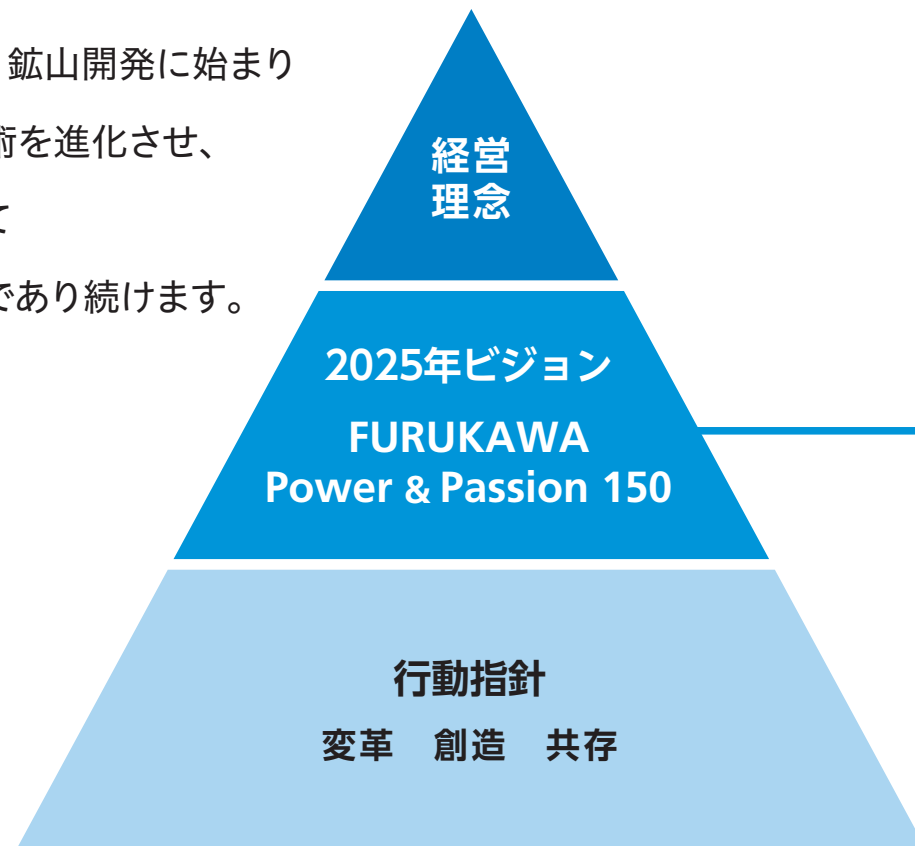 鉱山開発に始まり
術を進化させ、
て
であり続けます。
経営
理念
2025年ビジョン
FURUKAWA
Power & Passion 150
行動指針
変革 創造 共存